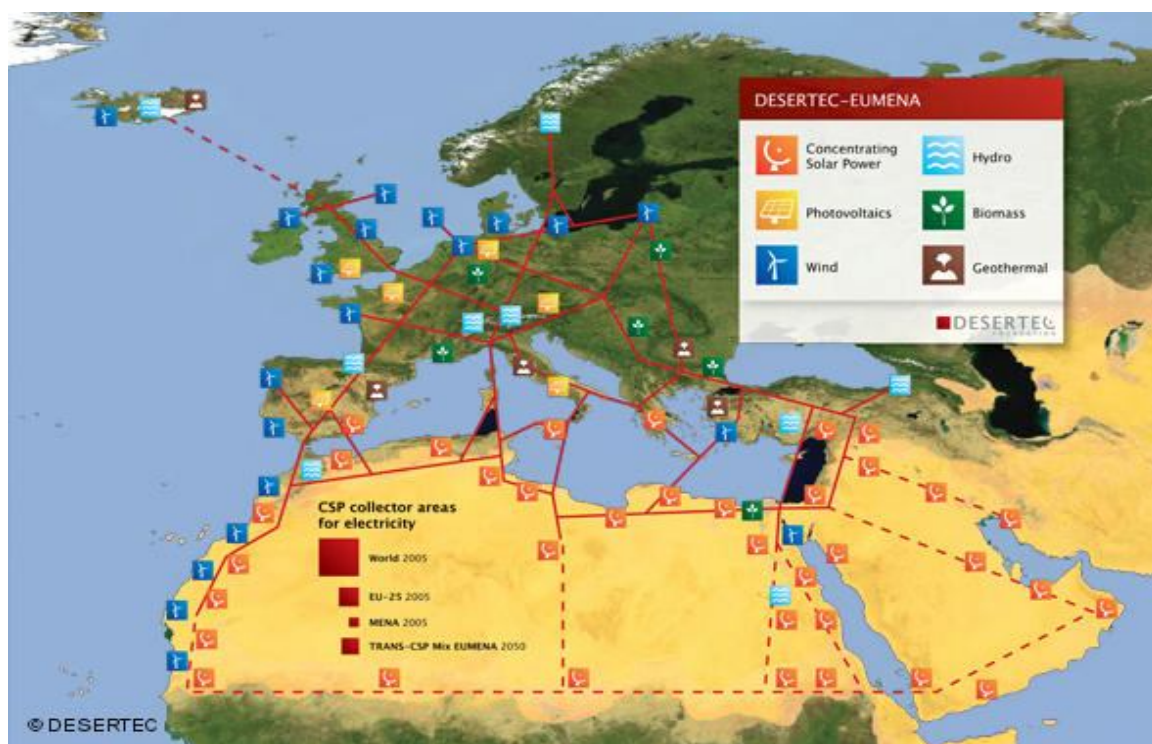 DESERTEC-EUMENA
Concentrating
Solar Power
Hydro
Photovoltaics
Biomass
Wind
Geothermal
DESERTEC
FOUNDATION
CSP collector areas
for electricity
World 2005
EU-25 2005
MENA 2005
TRANS-CSP Mix EUMENA 2050
© DESERTEC